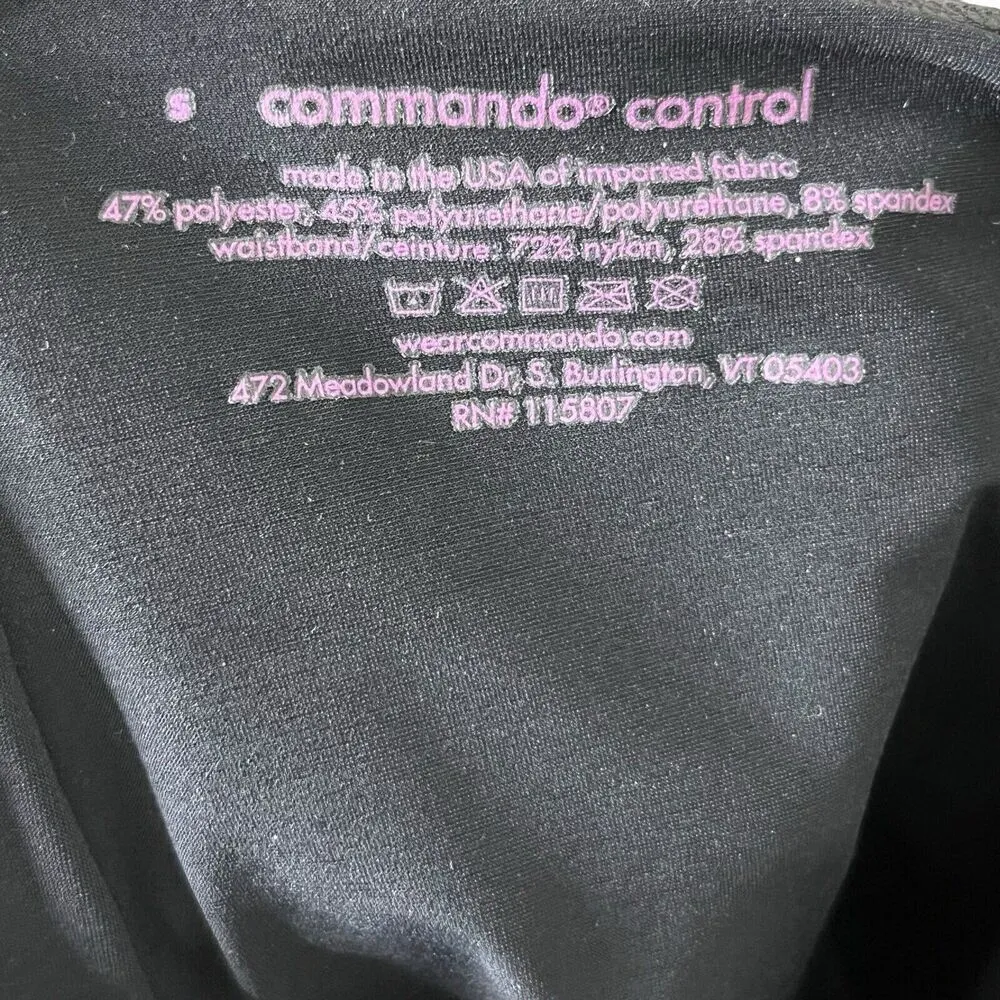 s commando® control
made in the USA of imported fabric
47% polyester, 45% polyurethane/polyuréthane, 8% spandex
waistband/ceinture: 72% nylon, 28% spandex
wearcommando.com
472 Meadowland Dr, S. Burlington, VT 05403
RN# 115807